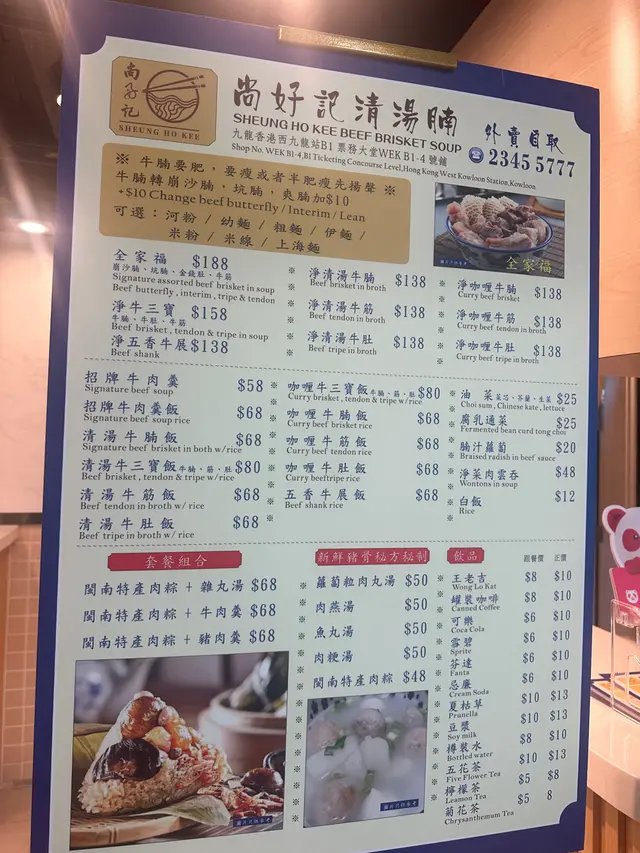 尚好記
SHEUNG HO KEE
尚好記清湯腩
SHEUNG HO KEE BEEF BRISKET SOUP
九龍香港西九龍站B1 票務大堂WEK B1-4 號鋪
Shop No. WEK B1-4,B1 Ticketing Concourse Level,Hong Kong West Kowloon Station,Kowloon
外賣自取
☎ 2345 5777
※ 牛腩要肥，要瘦或者半肥瘦先揚聲 ※
牛腩轉崩沙腩，坑腩，爽腩加$10
+$10 Change beef butterfly / Interim / Lean
可選：河粉 / 幼麵 / 粗麵 / 伊麵 /
米粉 / 米線 / 上海麵
全家福
全家福 $188
崩沙腩、坑腩、金錢肚、牛筋
Signature assorted beef brisket in soup
Beef butterfly , interim , tripe & tendon
淨牛三寶 $158
牛腩、牛肚、牛筋
Beef brisket , tendon & tripe in soup
淨五香牛展 $138
Beef shank
淨清湯牛腩 $138
Beef brisket in broth
淨清湯牛筋 $138
Beef tendon in broth
淨清湯牛肚 $138
Beef tripe in broth
淨咖喱牛腩 $138
Curry beef brisket
淨咖喱牛筋 $138
Curry beef tendon in broth
淨咖喱牛肚 $138
Curry beef tripe in broth
招牌牛肉羹 $58
Signature beef soup
招牌牛肉羹飯 $68
Signature beef soup rice
清湯牛腩飯 $68
Signature beef brisket in both w/rice
清湯牛三寶飯 牛腩、筋、肚 $80
Beef brisket , tendon & tripe w/rice
清湯牛筋飯 $68
Beef tendon in broth w/ rice
清湯牛肚飯 $68
Beef tripe in broth w/ rice
咖喱牛三寶飯 牛腩、筋、肚 $80
Curry brisket , tendon & tripe w/rice
咖喱牛腩飯 $68
Curry beef brisket rice
咖喱牛筋飯 $68
Curry beef tendon rice
咖喱牛肚飯 $68
Curry beeftripe rice
五香牛展飯 $68
Beef shank rice
油菜 菜芯、芥蘭、生菜 $25
Choi sum , Chinese kate , lettuce
腐乳通菜 $25
Fermented bean curd tong choi
腩汁蘿蔔 $20
Braised radish in beef sauce
淨菜肉雲吞 $48
Wontons in soup
白飯 $12
Rice
套餐組合
閩南特產肉粽 + 雜丸湯 $68
閩南特產肉粽 + 牛肉羹 $68
閩南特產肉粽 + 豬肉羹 $68
新鮮豬骨秘方秘制
蘿蔔粒肉丸湯 $50
肉燕湯 $50
魚丸湯 $50
肉粳湯 $50
閩南特產肉粽 $48
飲品 跟餐價 正價
王老吉 $8 $10
Wong Lo Kat
罐裝咖啡 $8 $10
Canned Coffee
可樂 $6 $10
Coca Cola
雪碧 $6 $10
Sprite
芬達 $6 $10
Fanta
忌廉 $6 $10
Cream Soda
夏枯草 $10 $13
Prunella
豆漿 $10 $13
Soy milk
樽裝水 $8 $10
Bottled water
五花茶 $10 $13
Five Flower Tea
檸檬茶 $5 $8
Leamon Tea
菊花茶 $5 8
Chrysanthemum Tea
圖片只供參考
圖片只供參考